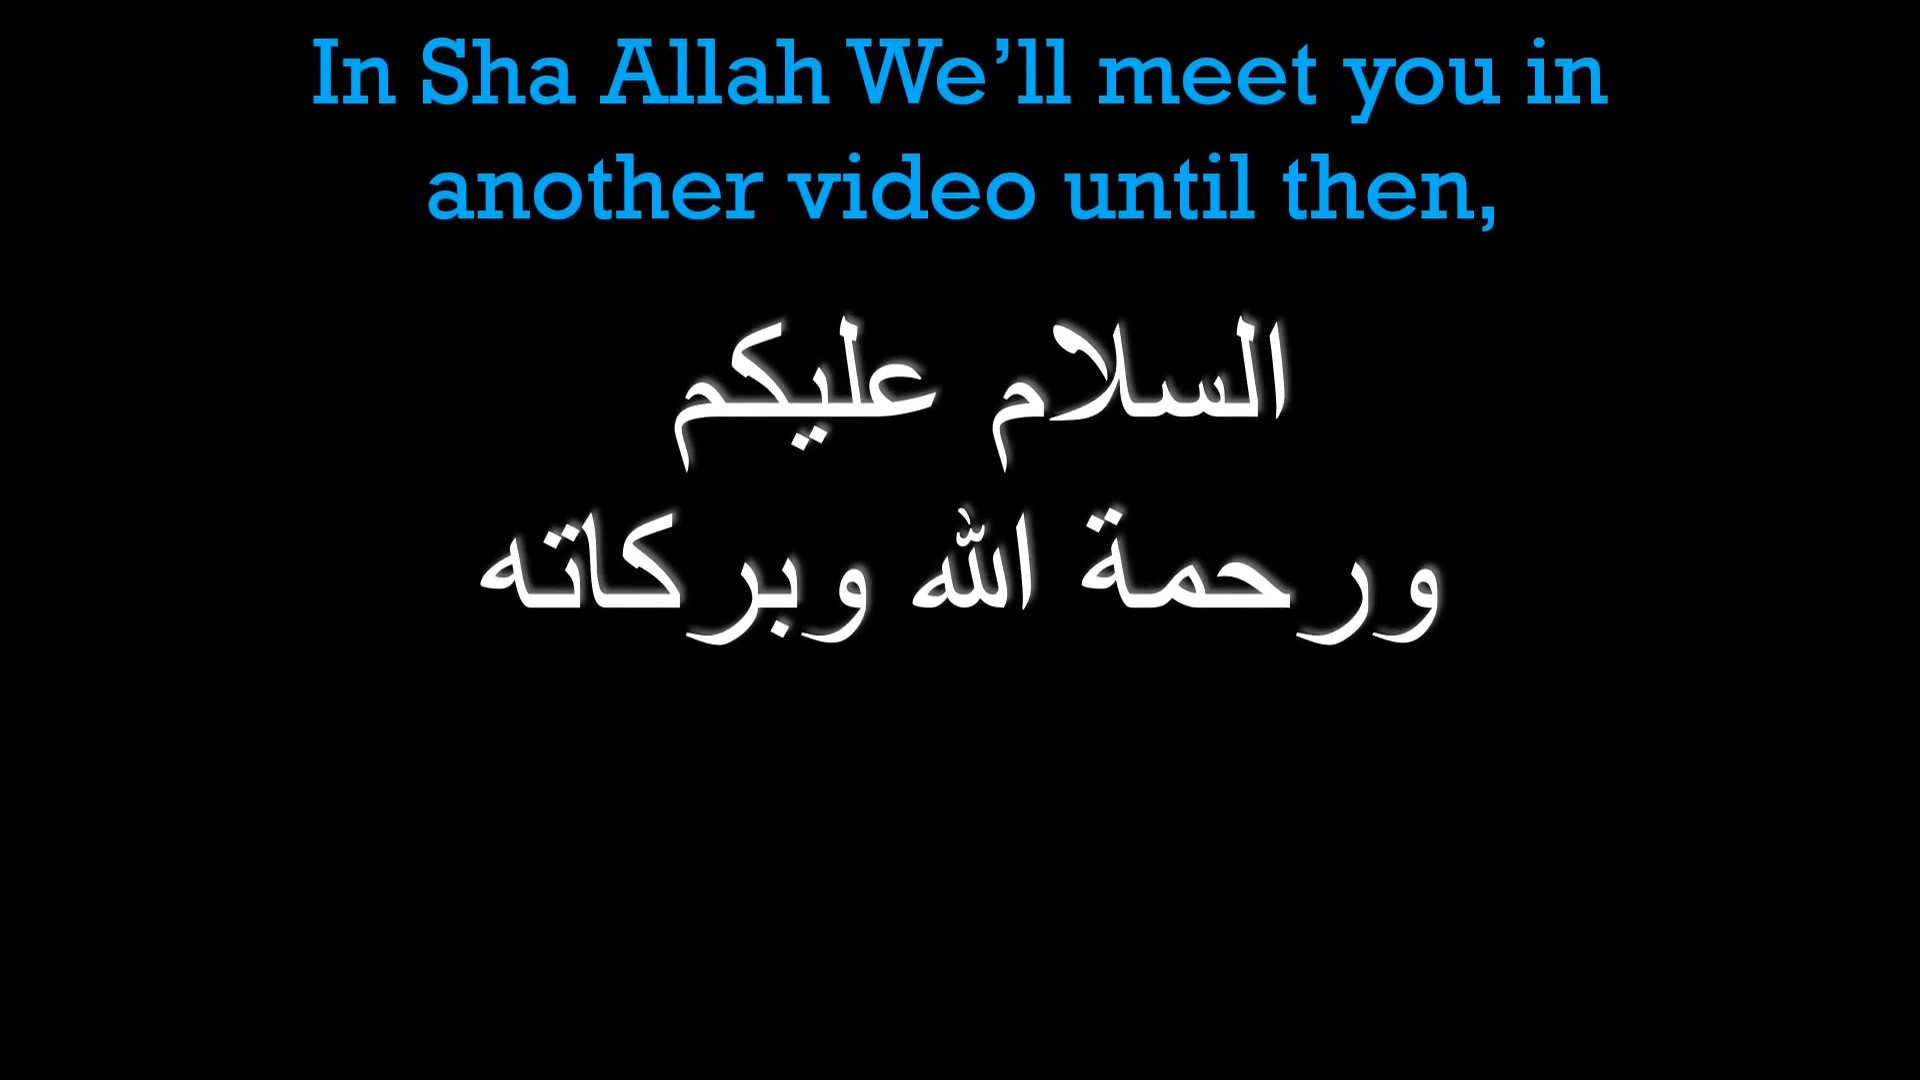 In Sha Allah We’ll meet you in
another video until then,
السلام عليكم
ورحمة الله وبركاته